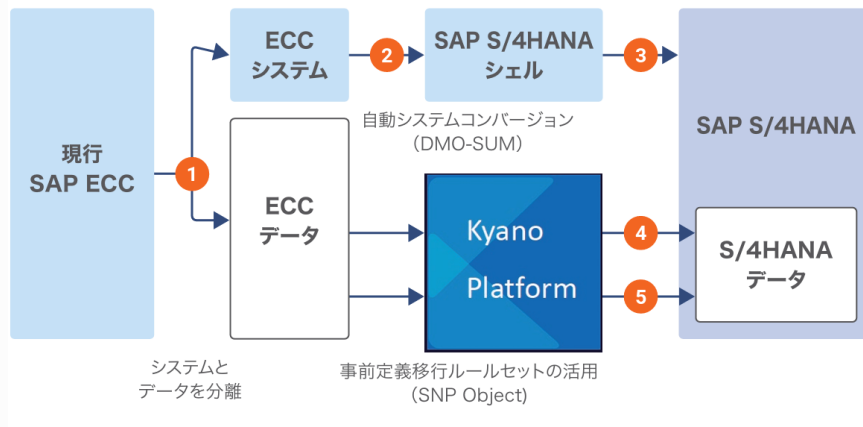 現行
SAP ECC
1
ECC
システム
2
SAP S/4HANA
シェル
3
SAP S/4HANA
自動システムコンバージョン
（DMO-SUM）
ECC
データ
Kyano
Platform
4
5
S/4HANA
データ
システムと
データを分離
事前定義移行ルールセットの活用
（SNP Object)